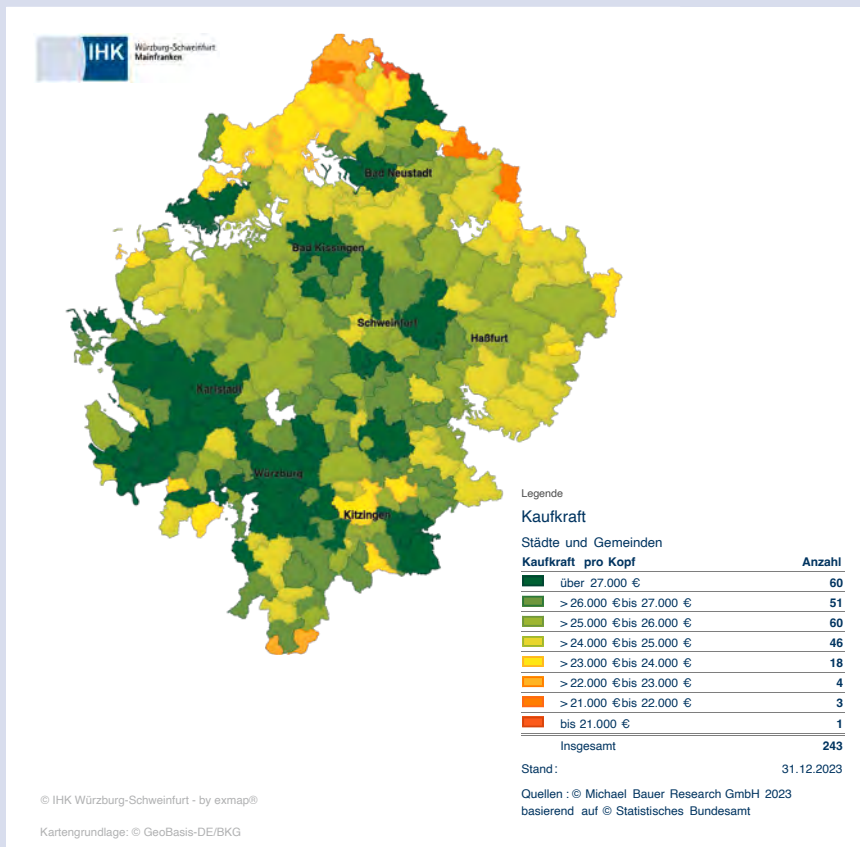 IHK
Würzburg-Schweinfurt
Mainfranken
Bad Neustadt
Bad Kissingen
Schweinfurt
Haßfurt
Karlstadt
Würzburg
Kitzingen
Legende
Kaufkraft
Städte und Gemeinden
Kaufkraft pro Kopf Anzahl
über 27.000 € 60
> 26.000 € bis 27.000 € 51
> 25.000 € bis 26.000 € 60
> 24.000 € bis 25.000 € 46
> 23.000 € bis 24.000 € 18
> 22.000 € bis 23.000 € 4
> 21.000 € bis 22.000 € 3
bis 21.000 € 1
Insgesamt 243
Stand: 31.12.2023
Quellen : © Michael Bauer Research GmbH 2023
basierend auf © Statistisches Bundesamt
© IHK Würzburg-Schweinfurt - by exmap®
Kartengrundlage: © GeoBasis-DE/BKG